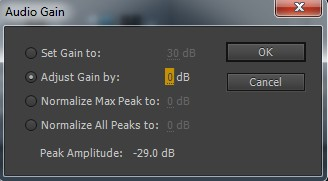 Audio Gain
Set Gain to: 30 dB OK
Adjust Gain by: 0 dB Cancel
Normalize Max Peak to: 0 dB
Normalize All Peaks to: 0 dB
Peak Amplitude: -29.0 dB